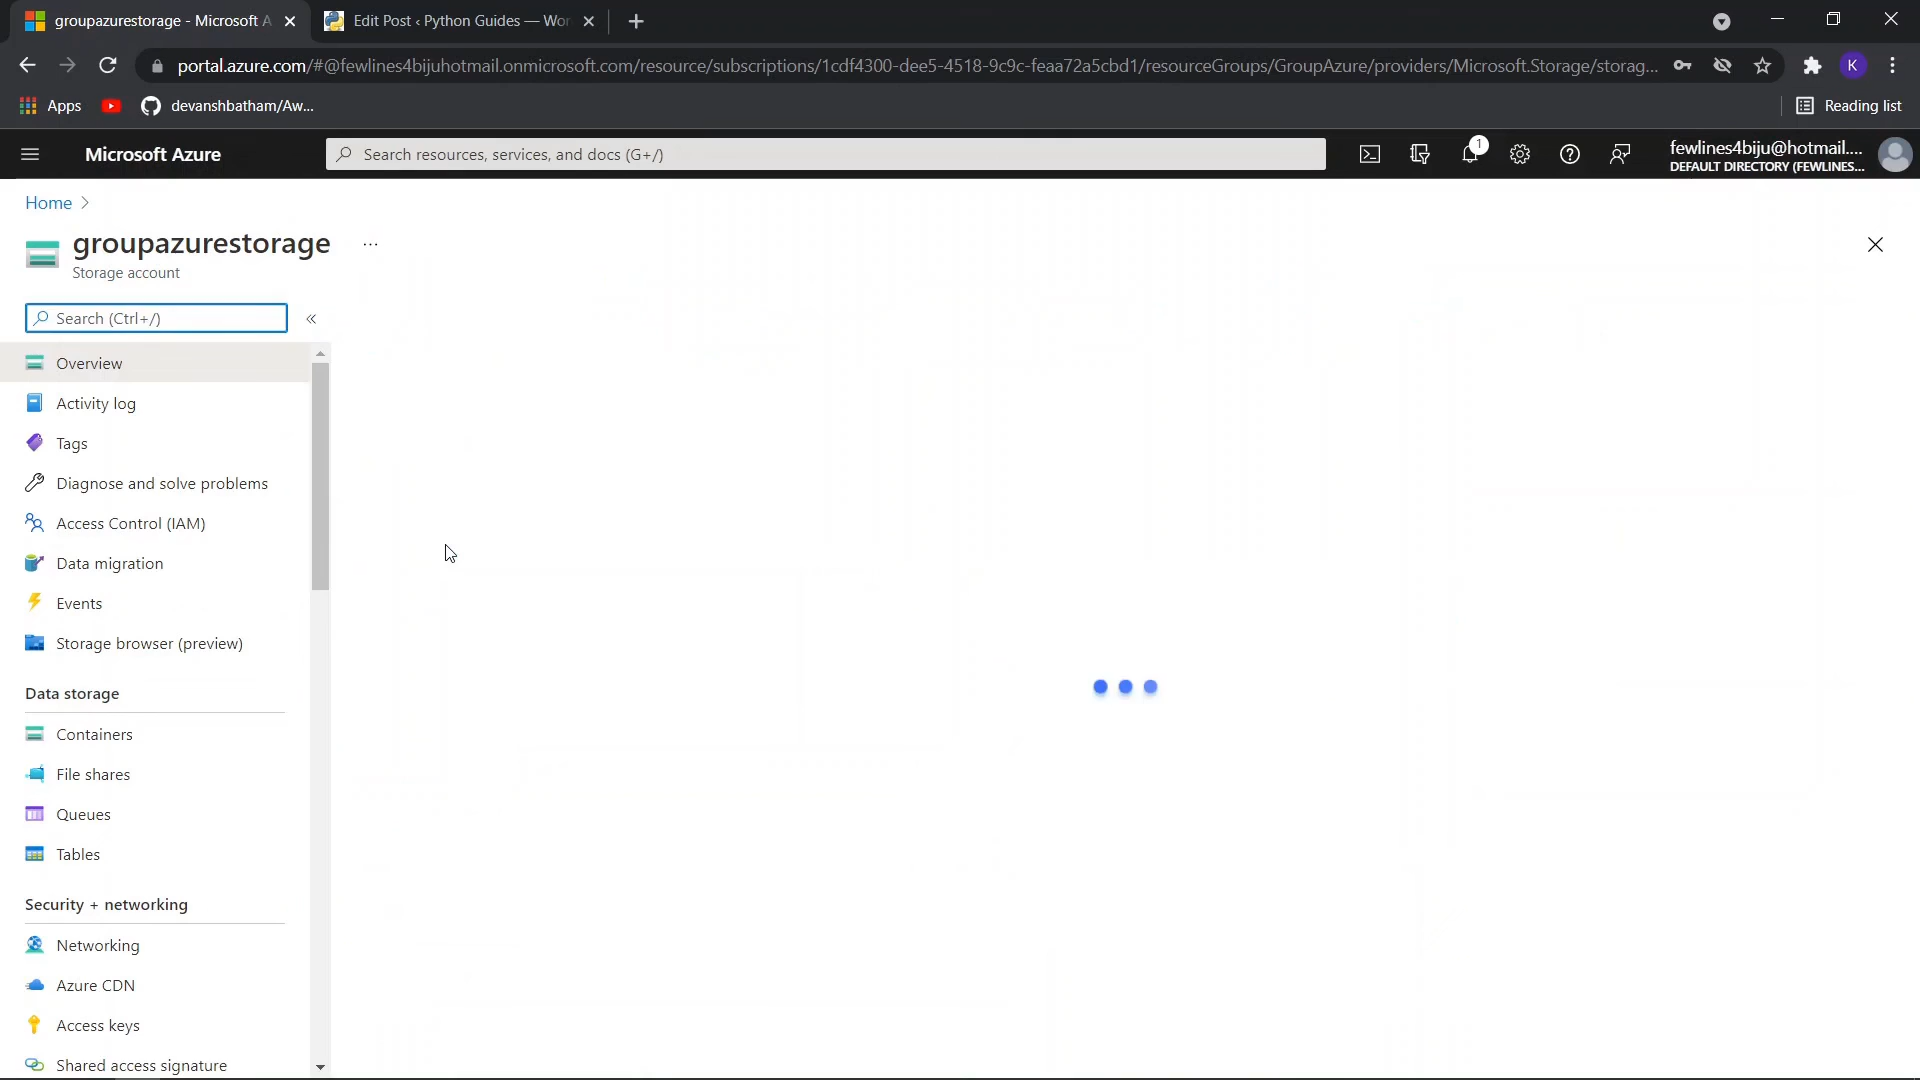 groupazurestorage - Microsoft A
Edit Post ‹ Python Guides — Wor
portal.azure.com/#@fewlines4bijuhotmail.onmicrosoft.com/resource/subscriptions/1cdf4300-dee5-4518-9c9c-feaa72a5cbd1/resourceGroups/GroupAzure/providers/Microsoft.Storage/storag...
K
Apps
devanshbatham/Aw...
Reading list
Microsoft Azure
Search resources, services, and docs (G+/)
1
fewlines4biju@hotmail....
DEFAULT DIRECTORY (FEWLINES...
Home
groupazurestorage
...
Storage account
Search (Ctrl+/)
«
Overview
Activity log
Tags
Diagnose and solve problems
Access Control (IAM)
Data migration
Events
Storage browser (preview)
Data storage
Containers
File shares
Queues
Tables
Security + networking
Networking
Azure CDN
Access keys
Shared access signature